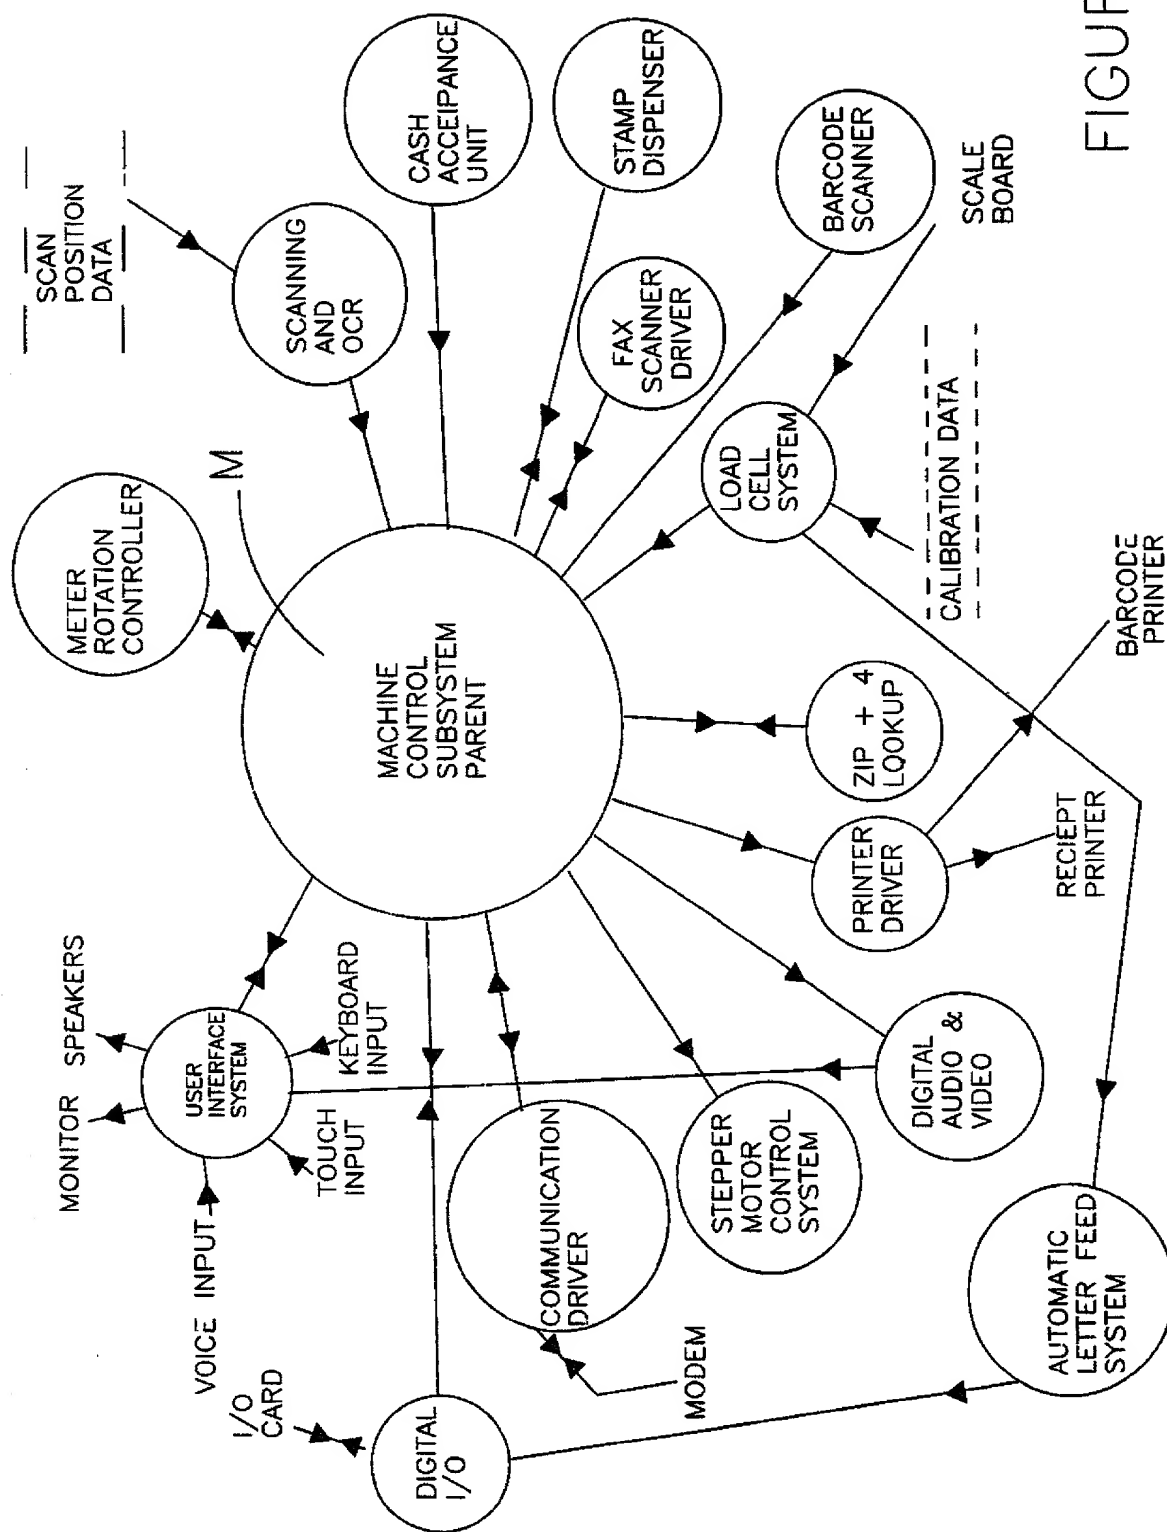 SCAN
POSITION
DATA
SCANNING
AND
OCR
CASH
ACCEIPANCE
UNIT
STAMP
DISPENSER
FAX
SCANNER
DRIVER
BARCODE
SCANNER
SCALE
BOARD
LOAD
CELL
SYSTEM
CALIBRATION DATA
METER
ROTATION
CONTROLLER
M
MACHINE
CONTROL
SUBSYSTEM
PARENT
ZIP + 4
LOOKUP
BARCODE
PRINTER
PRINTER
DRIVER
RECIEPT
PRINTER
MONITOR
SPEAKERS
USER
INTERFACE
SYSTEM
KEYBOARD
INPUT
TOUCH
INPUT
VOICE INPUT
I/O
CARD
DIGITAL
I/O
COMMUNICATION
DRIVER
MODEM
STEPPER
MOTOR
CONTROL
SYSTEM
DIGITAL
AUDIO &
VIDEO
AUTOMATIC
LETTER FEED
SYSTEM